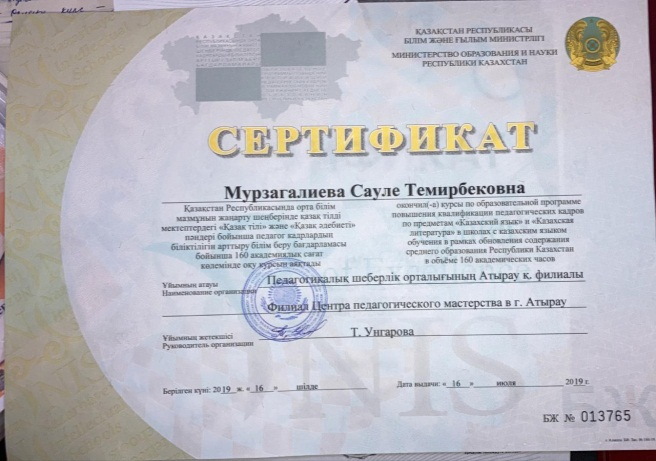 ҚАЗАҚСТАН РЕСПУБЛИКАСЫ
БІЛІМ ЖӘНЕ ҒЫЛЫМ МИНИСТРЛІГІ
МИНИСТЕРСТВО ОБРАЗОВАНИЯ И НАУКИ
РЕСПУБЛИКИ КАЗАХСТАН
СЕРТИФИКАТ
Мурзагалиева Сауле Темирбековна
Қазақстан Республикасында орта білім
мазмұнын жаңарту шеңберінде қазақ тілді
мектептердегі «Қазақ тілі» және «Қазақ әдебиеті»
пәндері бойынша педагог кадрлардың
біліктілігін арттыру білім беру бағдарламасы
бойынша 160 академиялық сағат
көлемінде оқу курсын аяқтады
окончил(-а) курсы по образовательной программе
повышения квалификации педагогических кадров
по предметам «Казахский язык» и «Казахская
литература» в школах с казахским языком
обучения в рамках обновления содержания
среднего образования Республики Казахстан
в объёме 160 академических часов
Ұйымның атауы
Наименование организации
Педагогикалық шеберлік орталығының Атырау қ. филиалы
Филиал Центра педагогического мастерства в г. Атырау
Ұйымның жетекшісі
Руководитель организации
Т. Унгарова
Берілген күні: 2019 ж. « 16 » шілде
Дата выдачи: « 16 » июля 2019 г.
БЖ № 013765